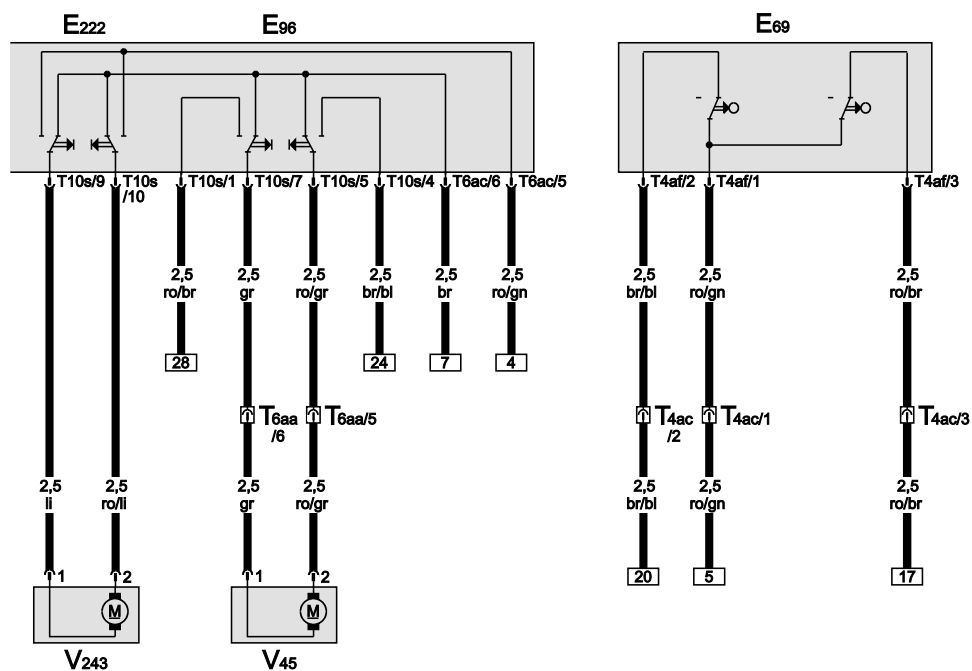 E222 E96 E69
T10s/9 T10s/10 T10s/1 T10s/7 T10s/5 T10s/4 T6ac/6 T6ac/5 T4af/2 T4af/1 T4af/3
2,5 2,5 2,5 2,5 2,5 2,5 2,5 2,5 2,5
ro/br gr ro/gr br/bl br ro/gn br/bl ro/gn ro/br
28 24 7 4
T6aa/6 T6aa/5 T4ac/2 T4ac/1 T4ac/3
2,5 2,5 2,5 2,5 2,5 2,5 2,5
li ro/li gr ro/gr br/bl ro/gn ro/br
1 2 1 2 20 5 17
M M
V243 V45